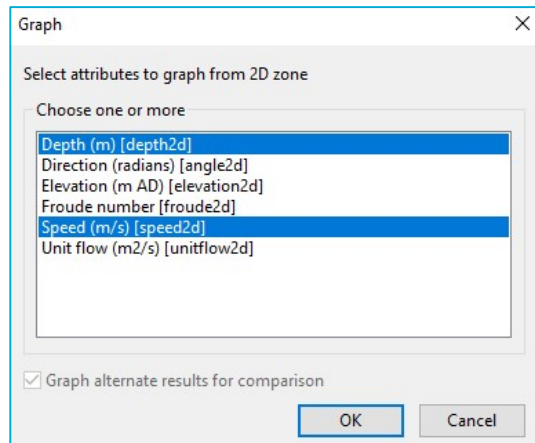 Graph
Select attributes to graph from 2D zone
Choose one or more
Depth (m) [depth2d]
Direction (radians) [angle2d]
Elevation (m AD) [elevation2d]
Froude number [froude2d]
Speed (m/s) [speed2d]
Unit flow (m2/s) [unitflow2d]
Graph alternate results for comparison
OK Cancel